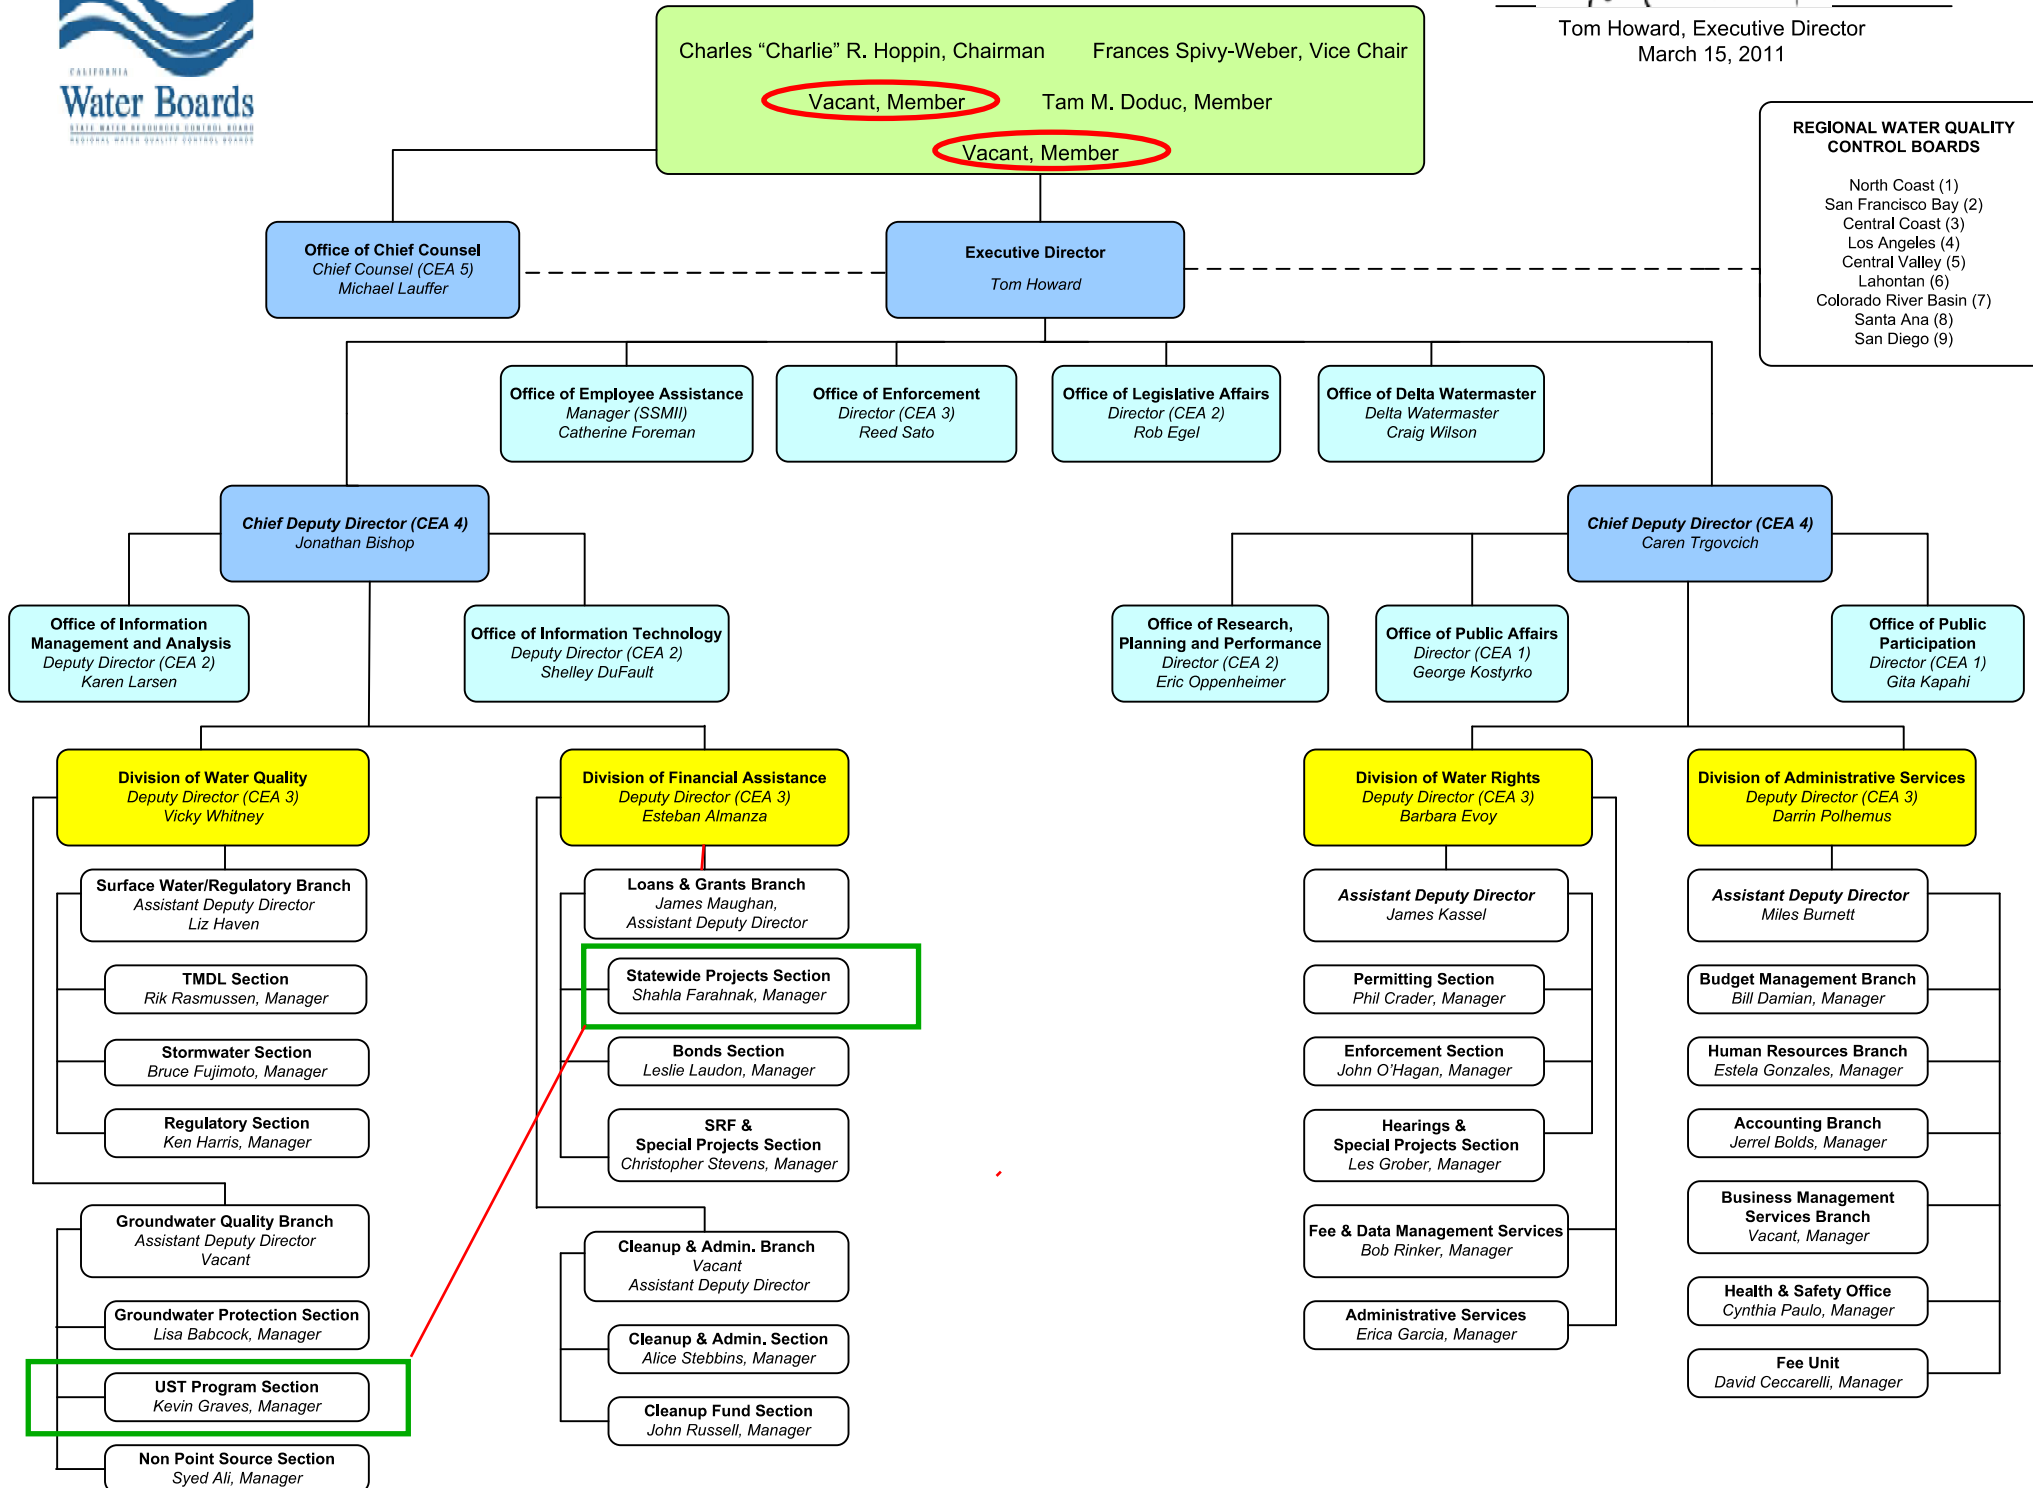 CALIFORNIA
Water Boards
STATE WATER RESOURCES CONTROL BOARD
REGIONAL WATER QUALITY CONTROL BOARDS
Charles “Charlie” R. Hoppin, Chairman
Frances Spivy-Weber, Vice Chair
Vacant, Member
Tam M. Doduc, Member
Vacant, Member
Tom Howard, Executive Director
March 15, 2011
REGIONAL WATER QUALITY
CONTROL BOARDS
North Coast (1)
San Francisco Bay (2)
Central Coast (3)
Los Angeles (4)
Central Valley (5)
Lahontan (6)
Colorado River Basin (7)
Santa Ana (8)
San Diego (9)
Office of Chief Counsel
Chief Counsel (CEA 5)
Michael Lauffer
Executive Director
Tom Howard
Office of Employee Assistance
Manager (SSMII)
Catherine Foreman
Office of Enforcement
Director (CEA 3)
Reed Sato
Office of Legislative Affairs
Director (CEA 2)
Rob Egel
Office of Delta Watermaster
Delta Watermaster
Craig Wilson
Chief Deputy Director (CEA 4)
Jonathan Bishop
Chief Deputy Director (CEA 4)
Caren Trgovcich
Office of Information
Management and Analysis
Deputy Director (CEA 2)
Karen Larsen
Office of Information Technology
Deputy Director (CEA 2)
Shelley DuFault
Office of Research,
Planning and Performance
Director (CEA 2)
Eric Oppenheimer
Office of Public Affairs
Director (CEA 1)
George Kostyrko
Office of Public
Participation
Director (CEA 1)
Gita Kapahi
Division of Water Quality
Deputy Director (CEA 3)
Vicky Whitney
Surface Water/Regulatory Branch
Assistant Deputy Director
Liz Haven
TMDL Section
Rik Rasmussen, Manager
Stormwater Section
Bruce Fujimoto, Manager
Regulatory Section
Ken Harris, Manager
Groundwater Quality Branch
Assistant Deputy Director
Vacant
Groundwater Protection Section
Lisa Babcock, Manager
UST Program Section
Kevin Graves, Manager
Non Point Source Section
Syed Ali, Manager
Division of Financial Assistance
Deputy Director (CEA 3)
Esteban Almanza
Loans & Grants Branch
James Maughan,
Assistant Deputy Director
Statewide Projects Section
Shahla Farahnak, Manager
Bonds Section
Leslie Laudon, Manager
SRF &
Special Projects Section
Christopher Stevens, Manager
Cleanup & Admin. Branch
Vacant
Assistant Deputy Director
Cleanup & Admin. Section
Alice Stebbins, Manager
Cleanup Fund Section
John Russell, Manager
Division of Water Rights
Deputy Director (CEA 3)
Barbara Evoy
Assistant Deputy Director
James Kassel
Permitting Section
Phil Crader, Manager
Enforcement Section
John O’Hagan, Manager
Hearings &
Special Projects Section
Les Grober, Manager
Fee & Data Management Services
Bob Rinker, Manager
Administrative Services
Erica Garcia, Manager
Division of Administrative Services
Deputy Director (CEA 3)
Darrin Polhemus
Assistant Deputy Director
Miles Burnett
Budget Management Branch
Bill Damian, Manager
Human Resources Branch
Estela Gonzales, Manager
Accounting Branch
Jerrel Bolds, Manager
Business Management
Services Branch
Vacant, Manager
Health & Safety Office
Cynthia Paulo, Manager
Fee Unit
David Ceccarelli, Manager